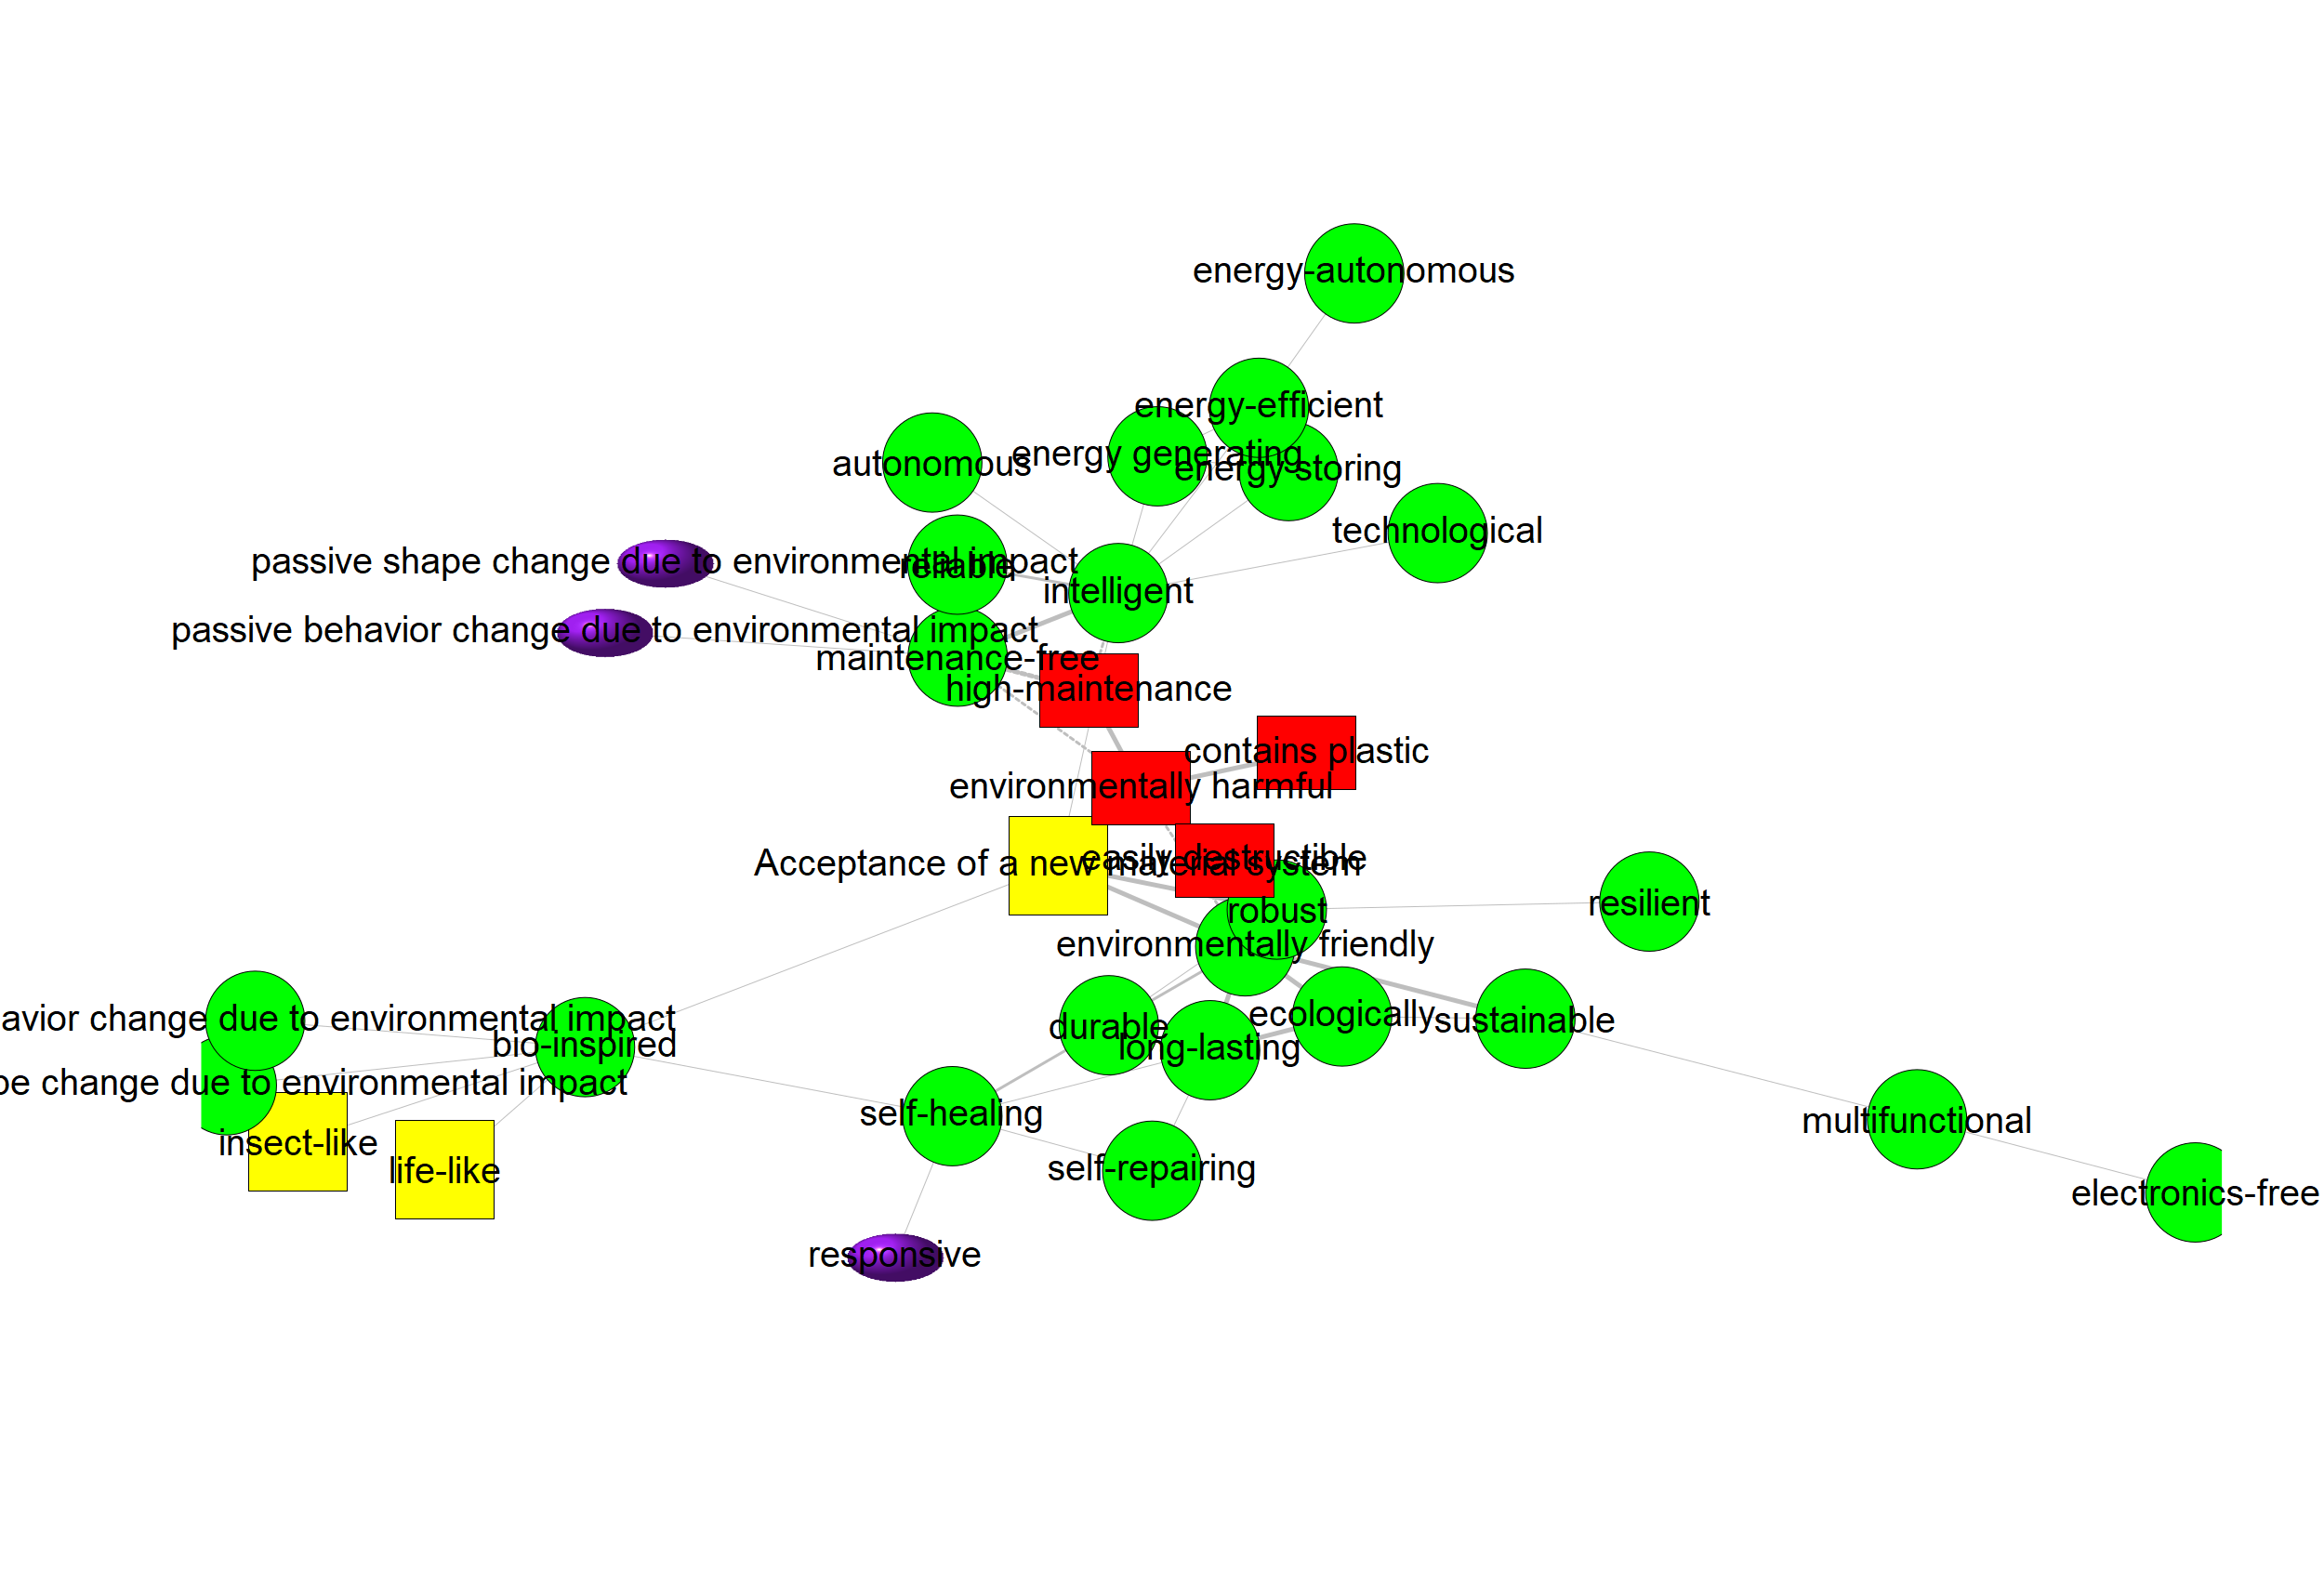 energy-autonomous
energy-efficient
energy generating
autonomous
energy storing
technological
passive shape change due to environmental impact
reliable
intelligent
passive behavior change due to environmental impact
maintenance-free
high-maintenance
contains plastic
environmentally harmful
easily destructible
Acceptance of a new material system
resilient
robust
environmentally friendly
change due to environmental impact
bio-inspired
durable
ecologically
sustainable
long-lasting
change due to environmental impact
self-healing
multifunctional
insect-like
life-like
self-repairing
electronics-free
responsive